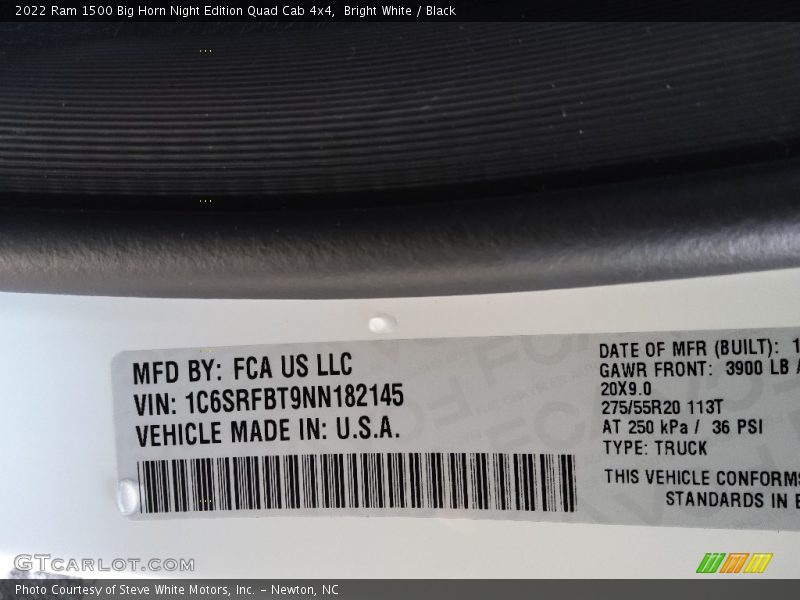 2022 Ram 1500 Big Horn Night Edition Quad Cab 4x4,  Bright White / Black
MFD BY: FCA US LLC
VIN: 1C6SRFBT9NN182145
VEHICLE MADE IN: U.S.A.
DATE OF MFR (BUILT): 1
GAWR FRONT: 3900 LB
20X9.0
275/55R20 113T
AT 250 kPa / 36 PSI
TYPE: TRUCK
THIS VEHICLE CONFORMS
STANDARDS IN
GTCARLOT.COM
Photo Courtesy of Steve White Motors, Inc. – Newton, NC